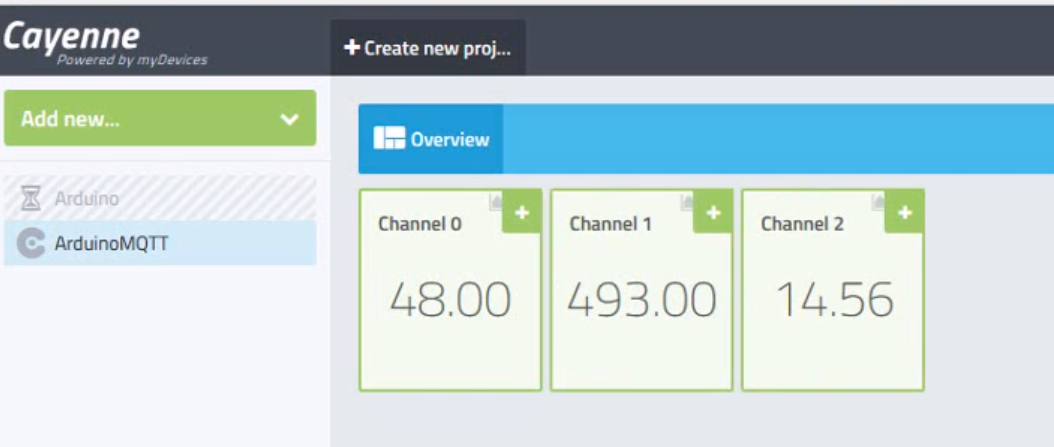 Cayenne
Powered by myDevices
+ Create new proj...
Add new...
Overview
Arduino
ArduinoMQTT
Channel 0
Channel 1
Channel 2
48.00
493.00
14.56